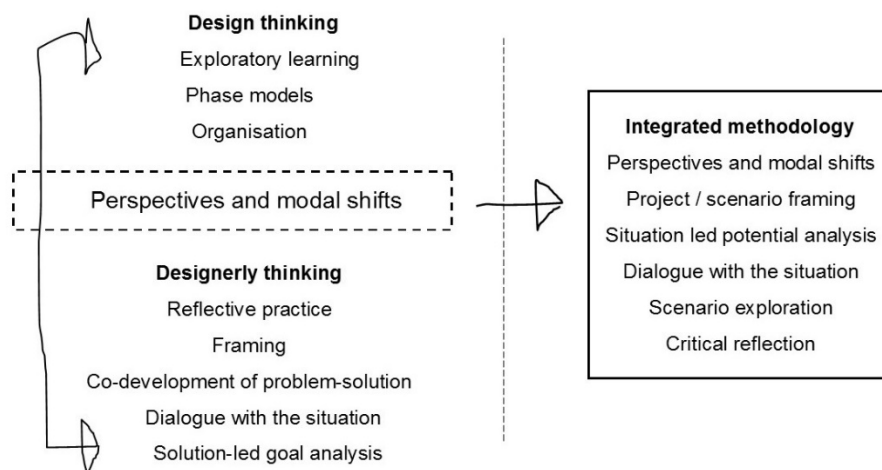 Design thinking
Exploratory learning
Phase models
Organisation
Perspectives and modal shifts
Designerly thinking
Reflective practice
Framing
Co-development of problem-solution
Dialogue with the situation
Solution-led goal analysis
Integrated methodology
Perspectives and modal shifts
Project / scenario framing
Situation led potential analysis
Dialogue with the situation
Scenario exploration
Critical reflection